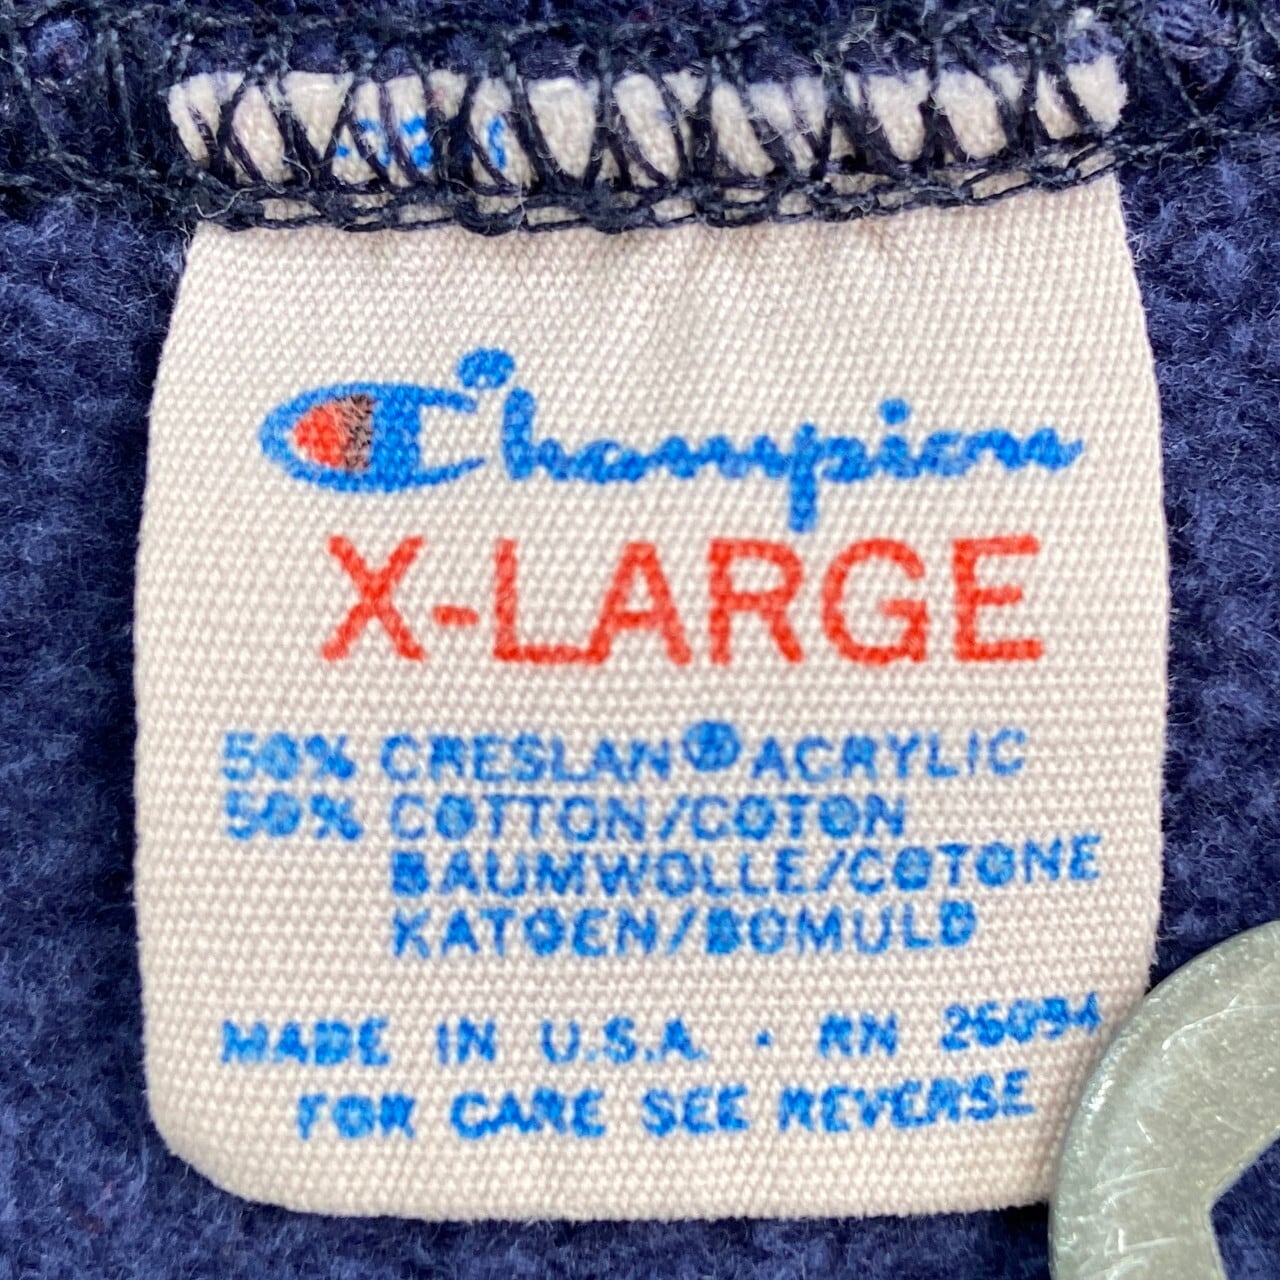 Champion
X-LARGE
50% CRESLAN® ACRYLIC
50% COTTON/COTON
BAUMWOLLE/COTONE
KATOEN/BOMULD
MADE IN U.S.A. · RN 26094
FOR CARE SEE REVERSE